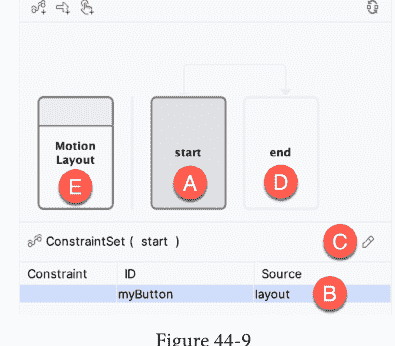 Motion
Layout
start
end
E
A
D
ConstraintSet ( start )
C
Constraint ID Source
myButton layout
B
Figure 44-9